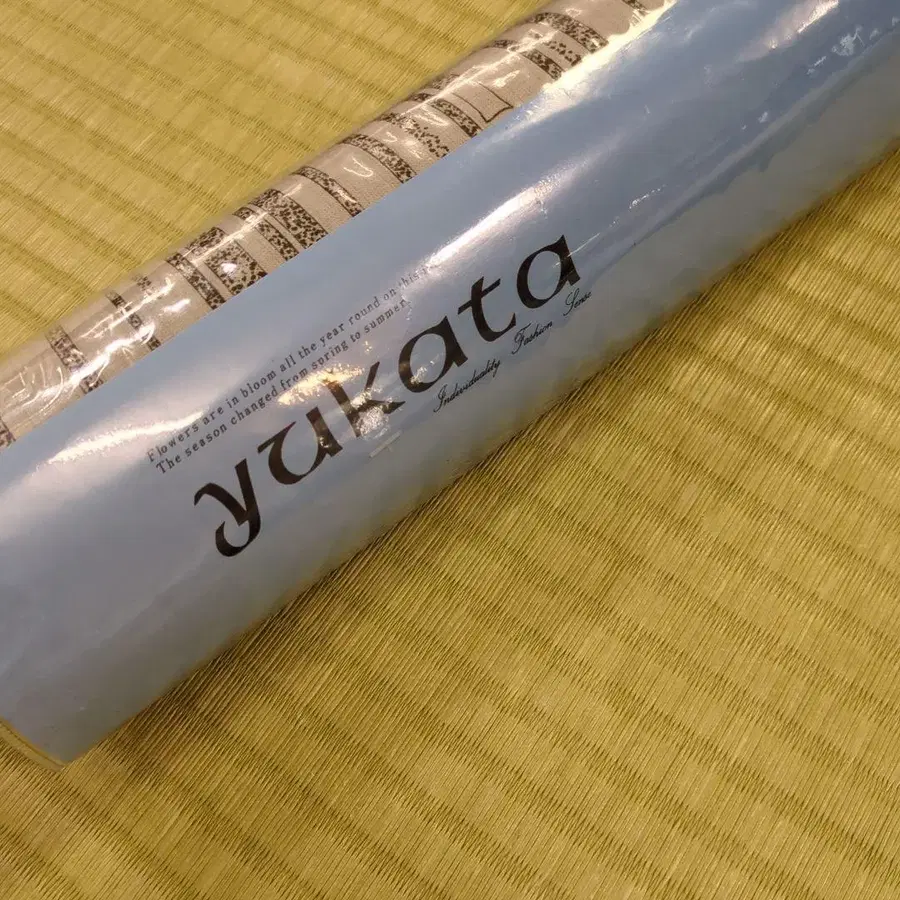 Flowers are in bloom all the year round on this
The season changed from spring to summer.
yukata
Individuality Fashion Sense